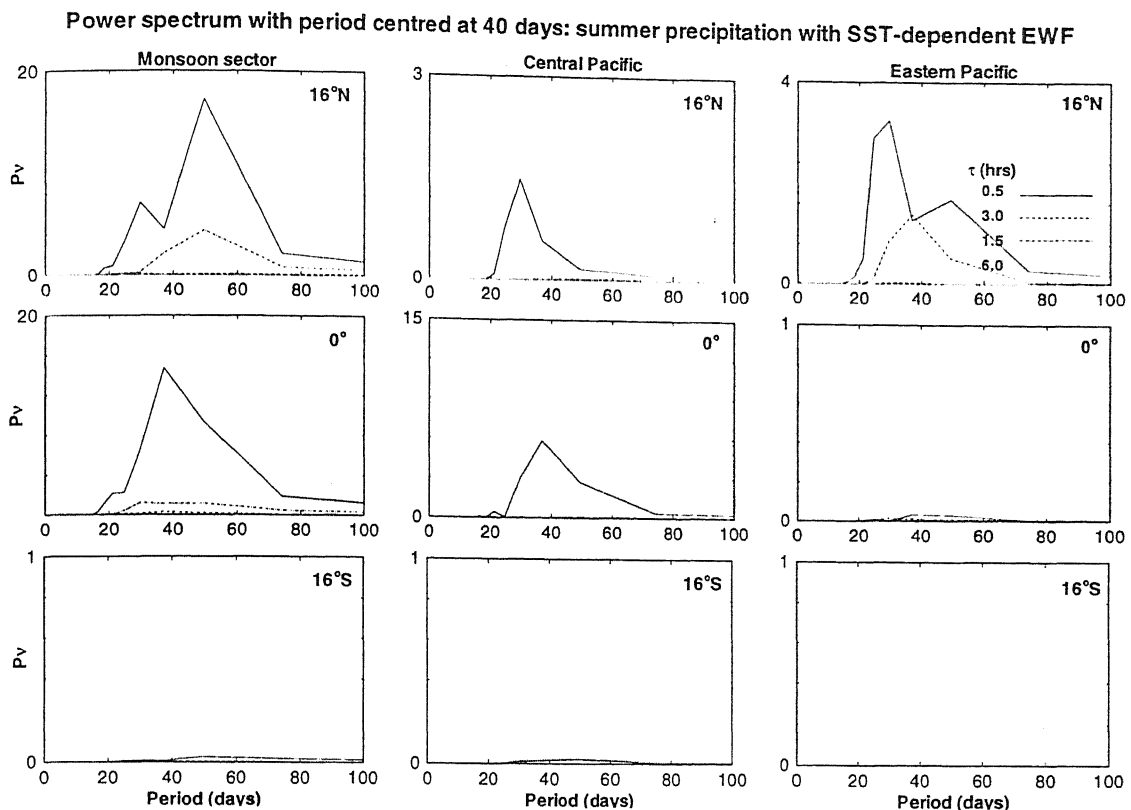 Power spectrum with period centred at 40 days: summer precipitation with SST-dependent EWF
Monsoon sector
Central Pacific
Eastern Pacific
20
16°N
Pν
0
0 20 40 60 80 100
3
16°N
0
0 20 40 60 80 100
4
16°N
τ (hrs)
0.5
3.0
1.5
6.0
0
0 20 40 60 80 100
20
0°
Pν
0
0 20 40 60 80 100
15
0°
0
0 20 40 60 80 100
1
0°
0
0 20 40 60 80 100
1
16°S
Pν
0
0 20 40 60 80 100
Period (days)
1
16°S
0
0 20 40 60 80 100
Period (days)
1
16°S
0
0 20 40 60 80 100
Period (days)